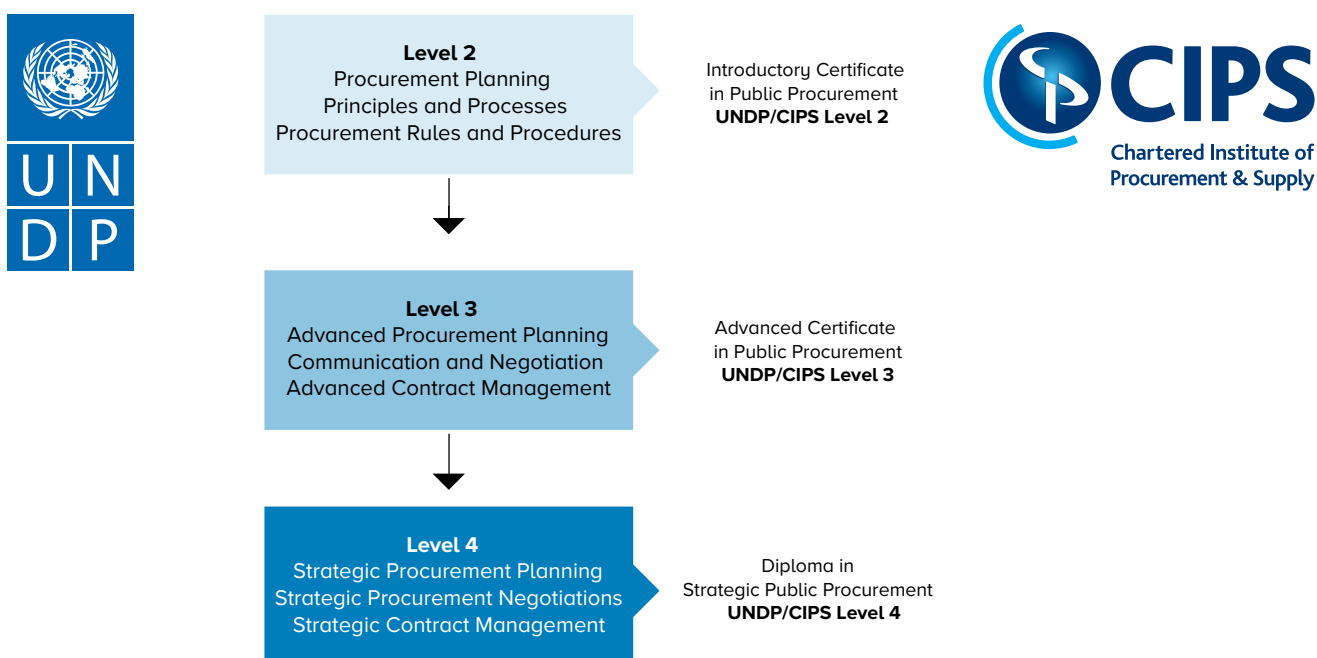 UN
DP
Level 2
Procurement Planning
Principles and Processes
Procurement Rules and Procedures
Introductory Certificate
in Public Procurement
UNDP/CIPS Level 2
CIPS
Chartered Institute of
Procurement & Supply
Level 3
Advanced Procurement Planning
Communication and Negotiation
Advanced Contract Management
Advanced Certificate
in Public Procurement
UNDP/CIPS Level 3
Level 4
Strategic Procurement Planning
Strategic Procurement Negotiations
Strategic Contract Management
Diploma in
Strategic Public Procurement
UNDP/CIPS Level 4